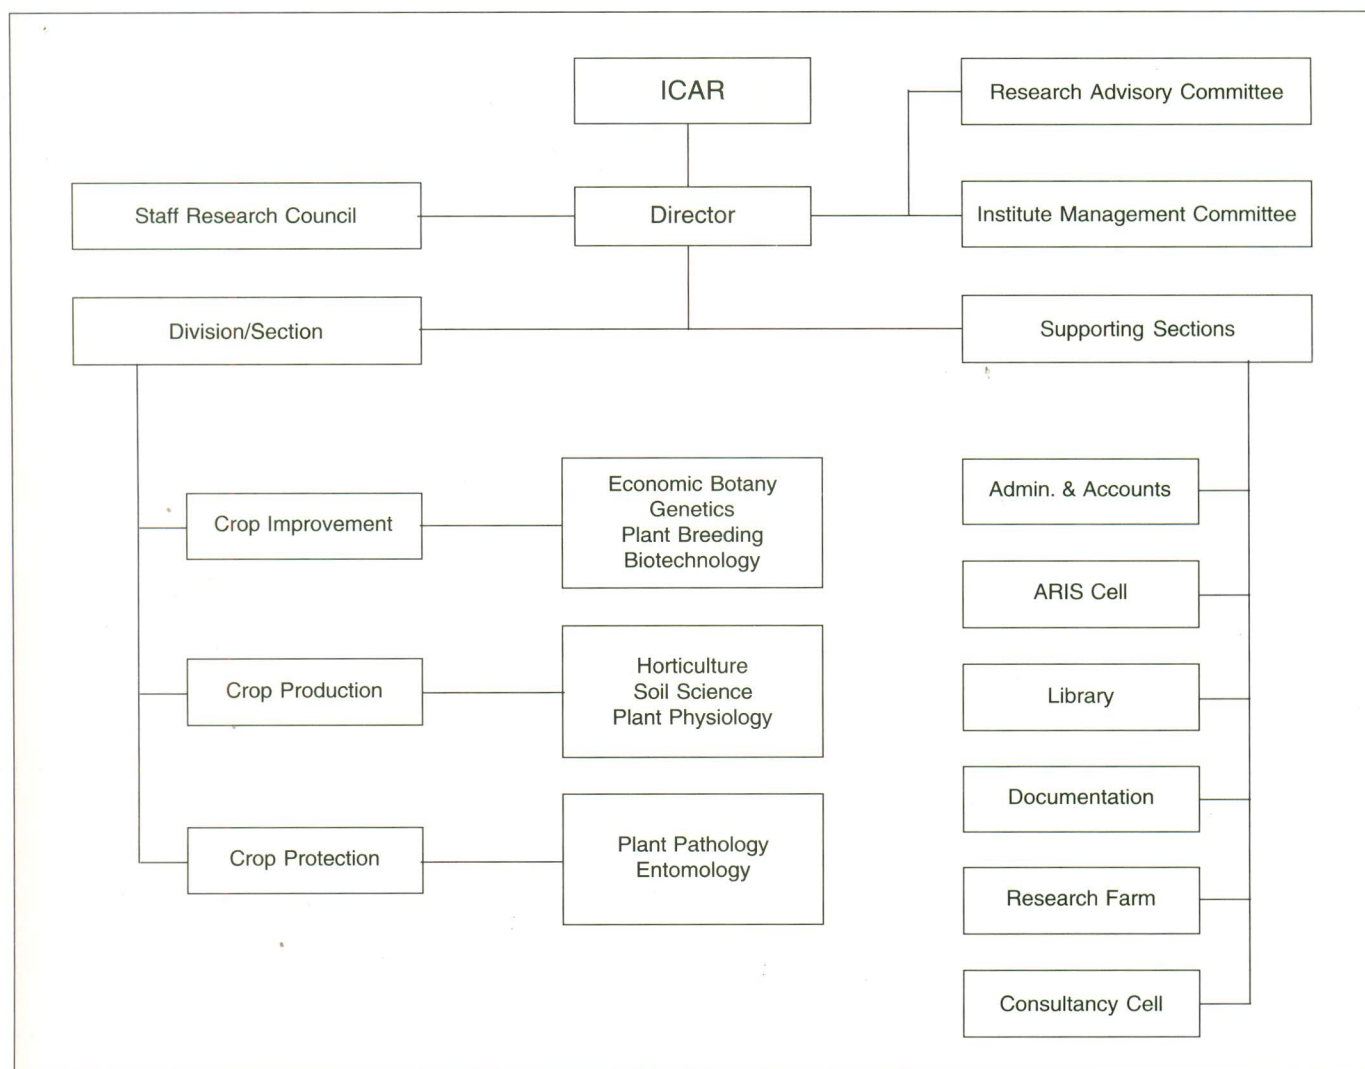 ICAR
Research Advisory Committee
Staff Research Council
Director
Institute Management Committee
Division/Section
Supporting Sections
Crop Improvement
Economic Botany
Genetics
Plant Breeding
Biotechnology
Crop Production
Horticulture
Soil Science
Plant Physiology
Crop Protection
Plant Pathology
Entomology
Admin. & Accounts
ARIS Cell
Library
Documentation
Research Farm
Consultancy Cell